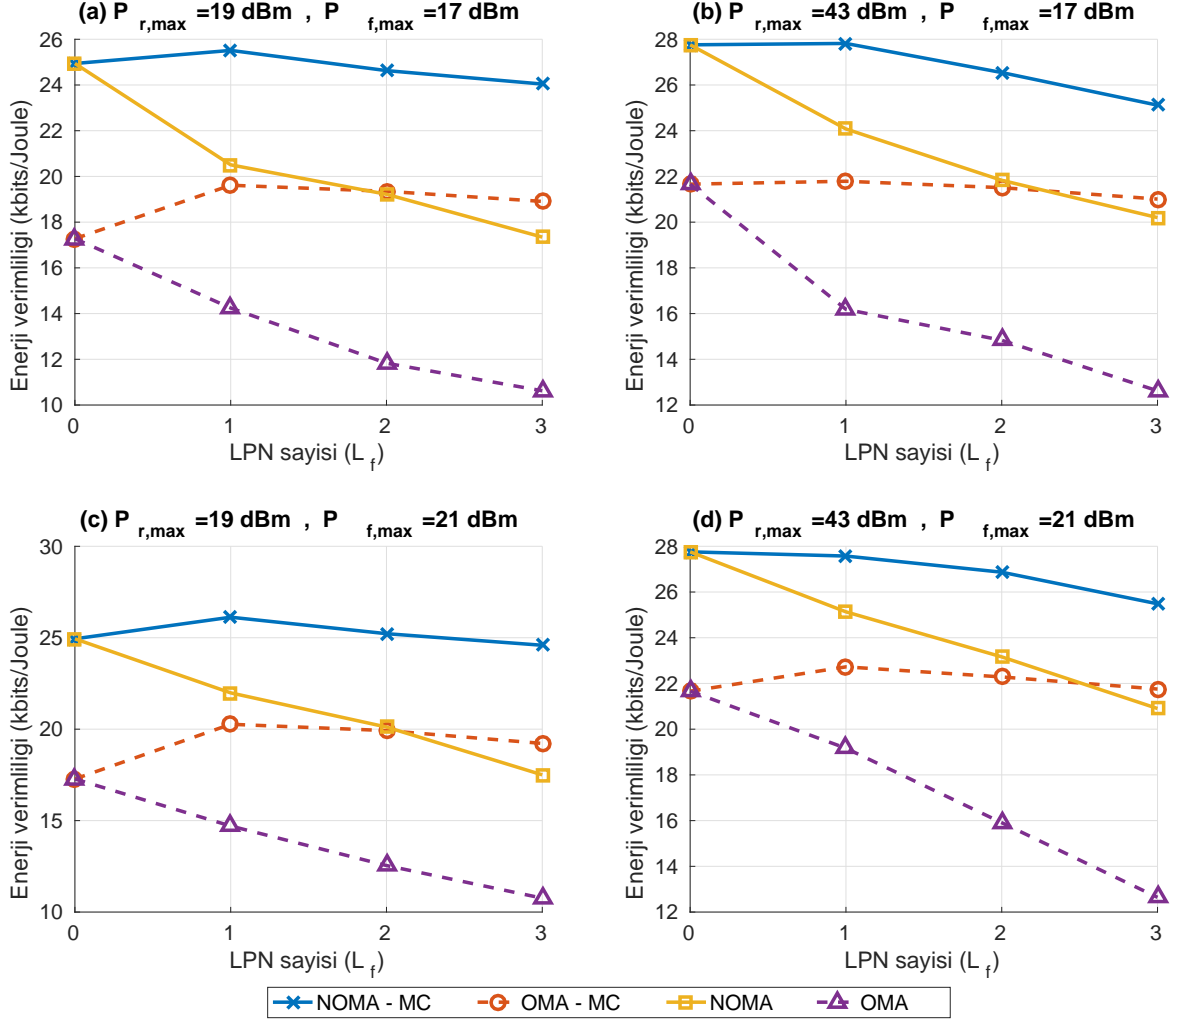 (a) P r,max =19 dBm , P f,max =17 dBm
26
24
22
20
18
16
14
12
10
Enerji verimliligi (kbits/Joule)
0 1 2 3
LPN sayisi (L f)
(b) P r,max =43 dBm , P f,max =17 dBm
28
26
24
22
20
18
16
14
12
Enerji verimliligi (kbits/Joule)
0 1 2 3
LPN sayisi (L f)
(c) P r,max =19 dBm , P f,max =21 dBm
30
25
20
15
10
Enerji verimliligi (kbits/Joule)
0 1 2 3
LPN sayisi (L f)
(d) P r,max =43 dBm , P f,max =21 dBm
28
26
24
22
20
18
16
14
12
Enerji verimliligi (kbits/Joule)
0 1 2 3
LPN sayisi (L f)
NOMA - MC OMA - MC NOMA OMA